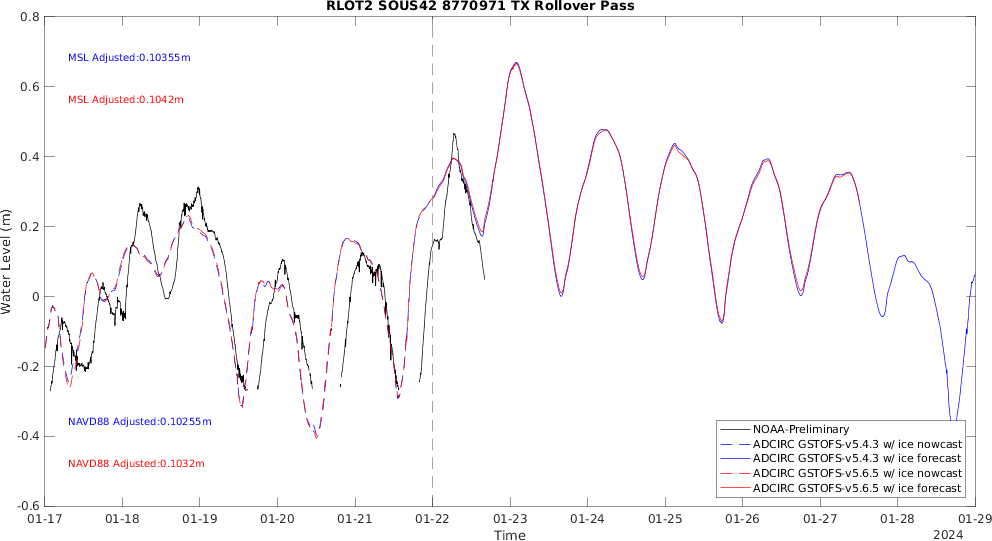 RLOT2 SOUS42 8770971 TX Rollover Pass
0.8
0.6
0.4
0.2
0
-0.2
-0.4
-0.6
Water Level (m)
MSL Adjusted:0.10355m
MSL Adjusted:0.1042m
NAVD88 Adjusted:0.10255m
NAVD88 Adjusted:0.1032m
NOAA-Preliminary
ADCIRC GSTOFS-v5.4.3 w/ ice nowcast
ADCIRC GSTOFS-v5.4.3 w/ ice forecast
ADCIRC GSTOFS-v5.6.5 w/ ice nowcast
ADCIRC GSTOFS-v5.6.5 w/ ice forecast
01-17 01-18 01-19 01-20 01-21 01-22 01-23 01-24 01-25 01-26 01-27 01-28 01-29
Time
2024